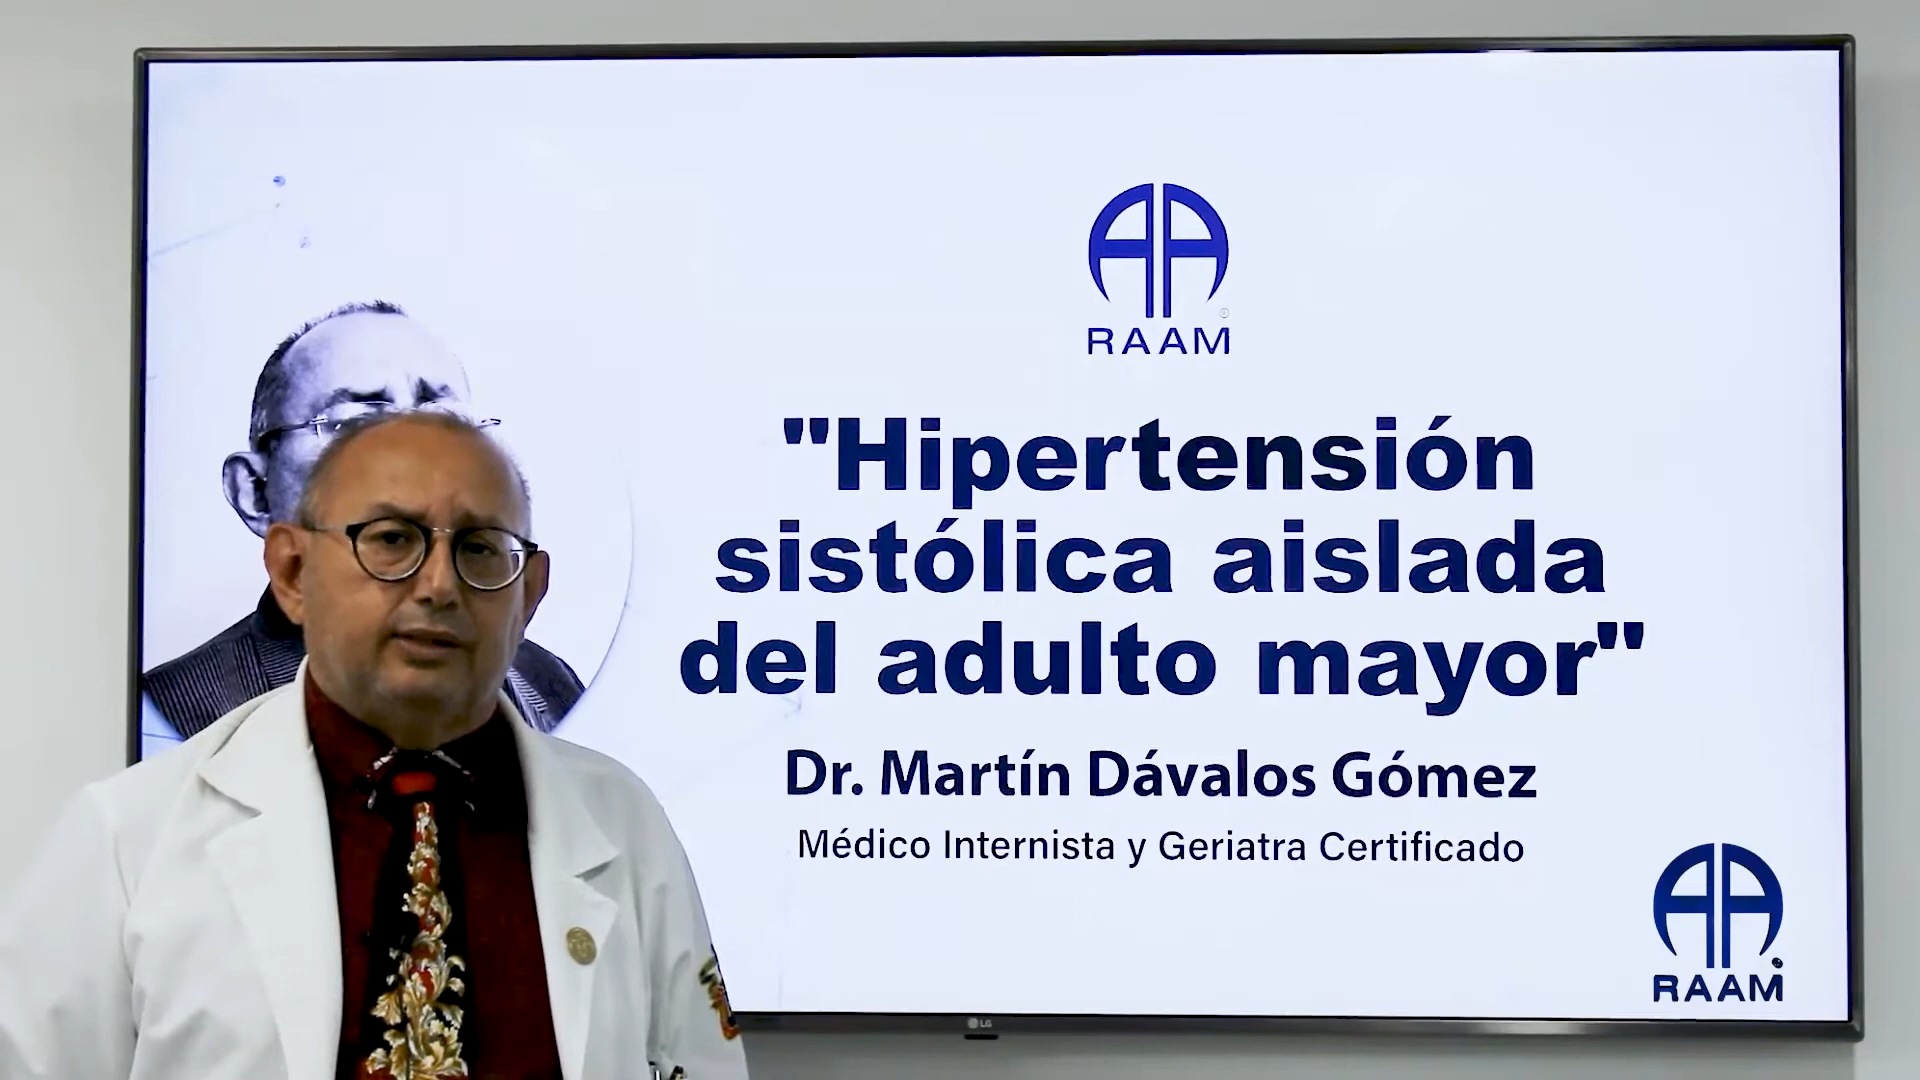 RAAM
"Hipertensión
sistólica aislada
del adulto mayor"
Dr. Martín Dávalos Gómez
Médico Internista y Geriatra Certificado
RAAM
LG